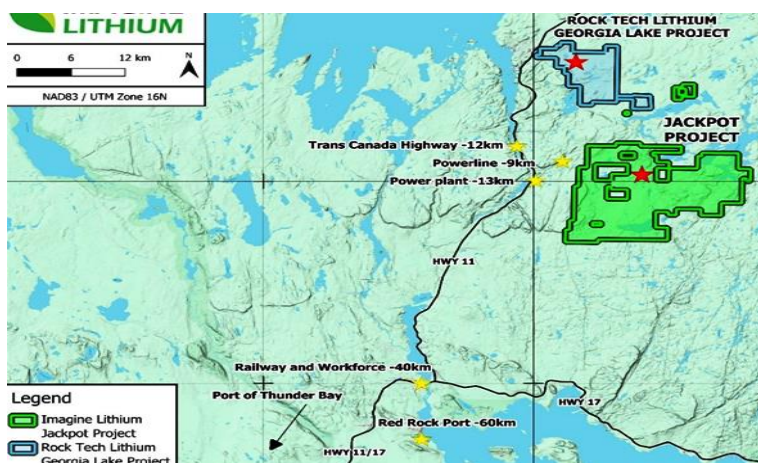 LITHIUM
0 6 12 km
N
NAD83 / UTM Zone 16N
ROCK TECH LITHIUM
GEORGIA LAKE PROJECT
JACKPOT
PROJECT
Trans Canada Highway -12km
Powerline -9km
Power plant -13km
HWY 11
Railway and Workforce -40km
Port of Thunder Bay
Red Rock Port -60km
HWY 17
HWY 11/17
Legend
Imagine Lithium
Jackpot Project
Rock Tech Lithium
Georgia Lake Project